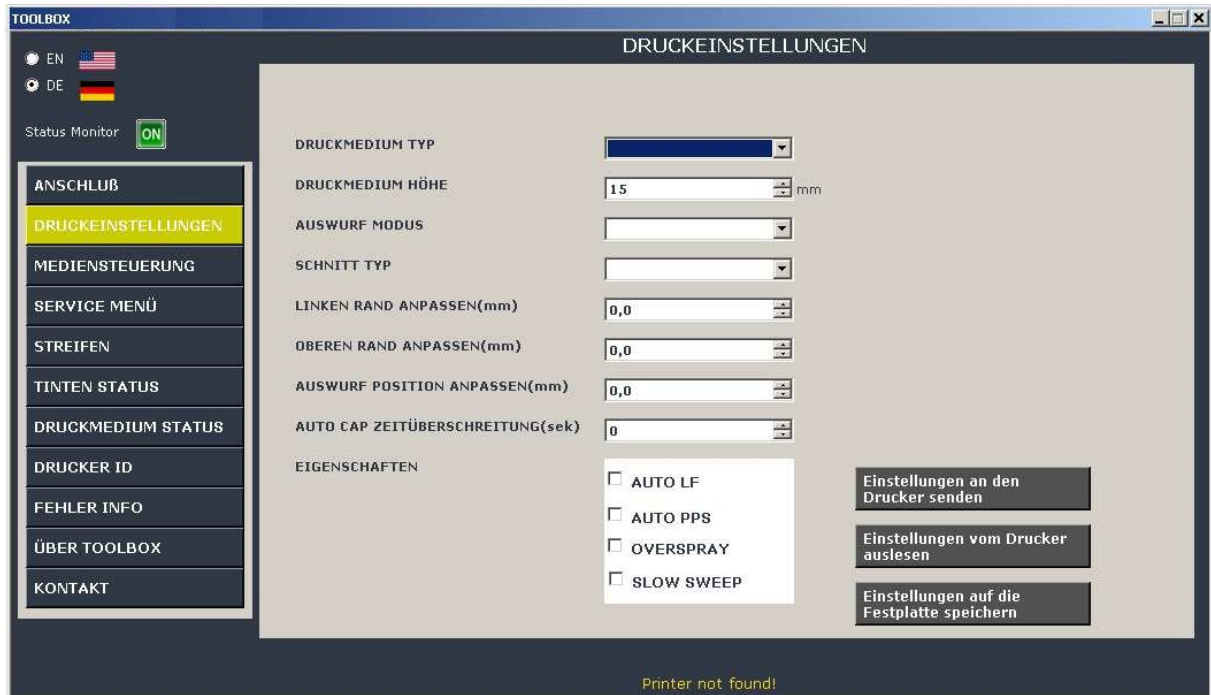 TOOLBOX
EN
DE
Status Monitor
ON
ANSCHLUß
DRUCKEINSTELLUNGEN
MEDIENSTEUERUNG
SERVICE MENÜ
STREIFEN
TINTEN STATUS
DRUCKMEDIUM STATUS
DRUCKER ID
FEHLER INFO
ÜBER TOOLBOX
KONTAKT
DRUCKEINSTELLUNGEN
DRUCKMEDIUM TYP
DRUCKMEDIUM HÖHE 15 mm
AUSWURF MODUS
SCHNITT TYP
LINKEN RAND ANPASSEN(mm) 0,0
OBEREN RAND ANPASSEN(mm) 0,0
AUSWURF POSITION ANPASSEN(mm) 0,0
AUTO CAP ZEITÜBERSCHREITUNG(sek) 0
EIGENSCHAFTEN
AUTO LF
AUTO PPS
OVERSPRAY
SLOW SWEEP
Einstellungen an den
Drucker senden
Einstellungen vom Drucker
auslesen
Einstellungen auf die
Festplatte speichern
Printer not found!